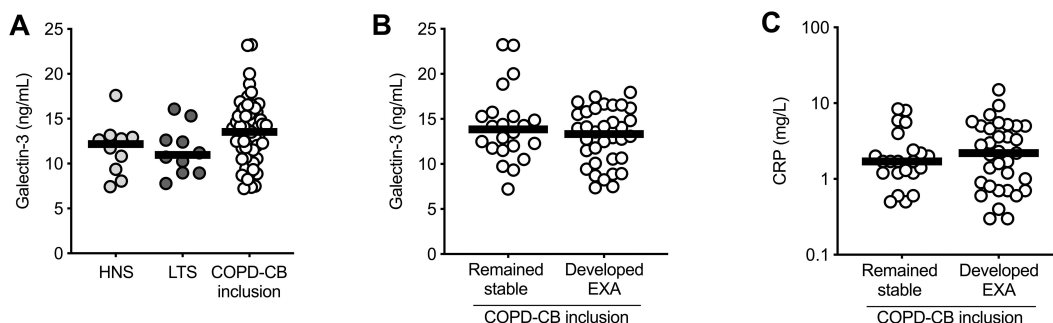 A
Galectin-3 (ng/mL)
25
20
15
10
5
0
HNS
LTS
COPD-CB
inclusion
B
Galectin-3 (ng/mL)
25
20
15
10
5
0
Remained
stable
Developed
EXA
COPD-CB inclusion
C
CRP (mg/L)
100
10
1
0.1
Remained
stable
Developed
EXA
COPD-CB inclusion